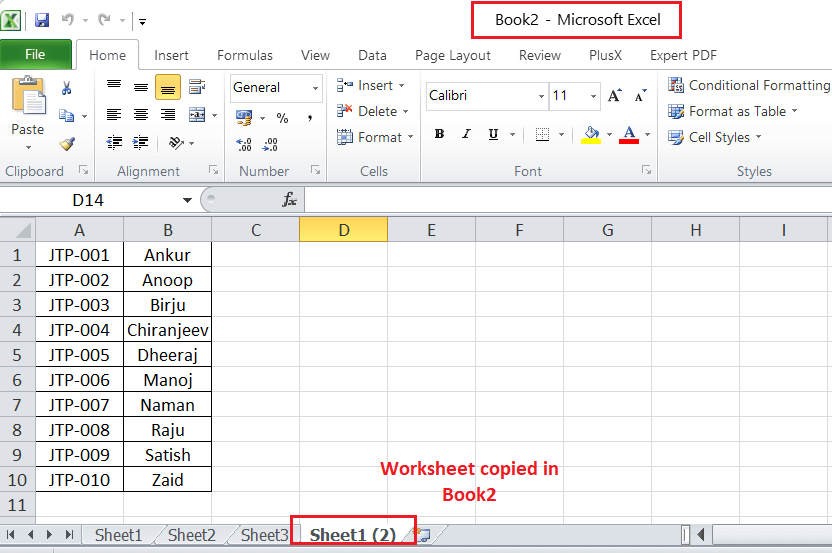 Book2 - Microsoft Excel
File Home Insert Formulas View Data Page Layout Review PlusX Expert PDF
General Insert Conditional Formatting
Calibri 11 A A
Paste % , Delete Format as Table
B I U A
Format Cell Styles
Clipboard Alignment Number Cells Font Styles
D14 fx
A B C D E F G H I
1 JTP-001 Ankur
2 JTP-002 Anoop
3 JTP-003 Birju
4 JTP-004 Chiranjeev
5 JTP-005 Dheeraj
6 JTP-006 Manoj
7 JTP-007 Naman
8 JTP-008 Raju
9 JTP-009 Satish
10 JTP-010 Zaid
11
Worksheet copied in
Book2
Sheet1 Sheet2 Sheet3 Sheet1 (2)